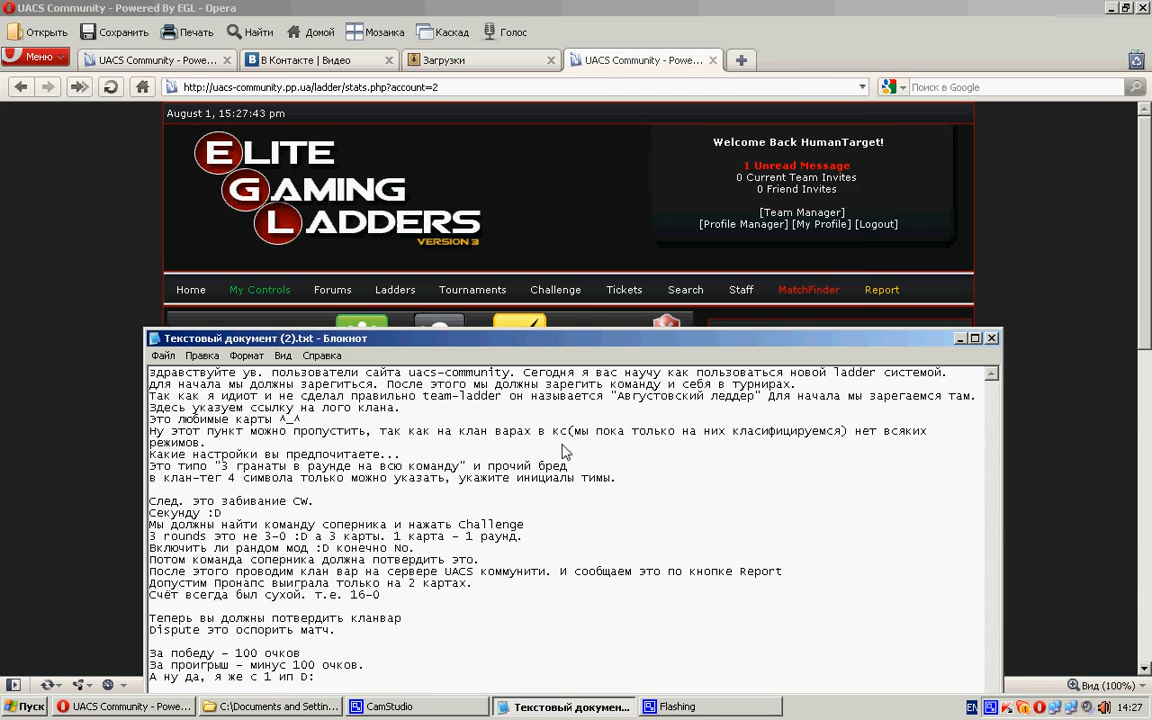 UACS Community - Powered By EGL - Opera
Открыть Сохранить Печать Найти Домой Мозаика Каскад Голос
Меню UACS Community - Powe... В Контакте | Видео Загрузки UACS Community - Powe...
http://uacs-community.pp.ua/ladder/stats.php?account=2 Поиск в Google
August 1, 15:27:43 pm
ELITE
GAMING
LADDERS
VERSION 3
Welcome Back HumanTarget!
1 Unread Message
0 Current Team Invites
0 Friend Invites
[Team Manager]
[Profile Manager] [My Profile] [Logout]
Home My Controls Forums Ladders Tournaments Challenge Tickets Search Staff MatchFinder Report
Текстовый документ (2).txt - Блокнот
Файл Правка Формат Вид Справка
здравствуйте ув. пользователи сайта uacs-community. Сегодня я вас научу как пользоваться новой ladder системой.
для начала мы должны зарегиться. После этого мы должны зарегить команду и себя в турнирах.
Так как я идиот и не сделал правильно team-ladder он называется "Августовский леддер" Для начала мы зарегаемся там.
Здесь указуем ссылку на лого клана.
Это любимые карты ^_^
Ну этот пункт можно пропустить, так как на клан варах в кс(мы пока только на них класифицируемся) нет всяких
режимов.
Какие настройки вы предпочитаете...
это типо "3 гранаты в раунде на всю команду" и прочий бред
в клан-тег 4 символа только можно указать, укажите инициалы тимы.
След. это забивание CW.
Секунду :D
Мы должны найти команду соперника и нажать Challenge
3 rounds это не 3-0 :D а 3 карты. 1 карта - 1 раунд.
Включить ли рандом мод :D конечно No.
Потом команда соперника должна потвердить это.
После этого проводим клан вар на сервере UACS коммунити. И сообщаем это по кнопке Report
Допустим Пронапс выиграла только на 2 картах.
Счёт всегда был сухой. т.е. 16-0
Теперь вы должны потвердить кланвар
Dispute это оспорить матч.
За победу - 100 очков
За проигрыш - минус 100 очков.
А ну да, я же с 1 ип D:
Вид (100%)
Пуск UACS Community - Powe... C:\Documents and Settin... CamStudio Текстовый докумен... Flashing EN 14:27